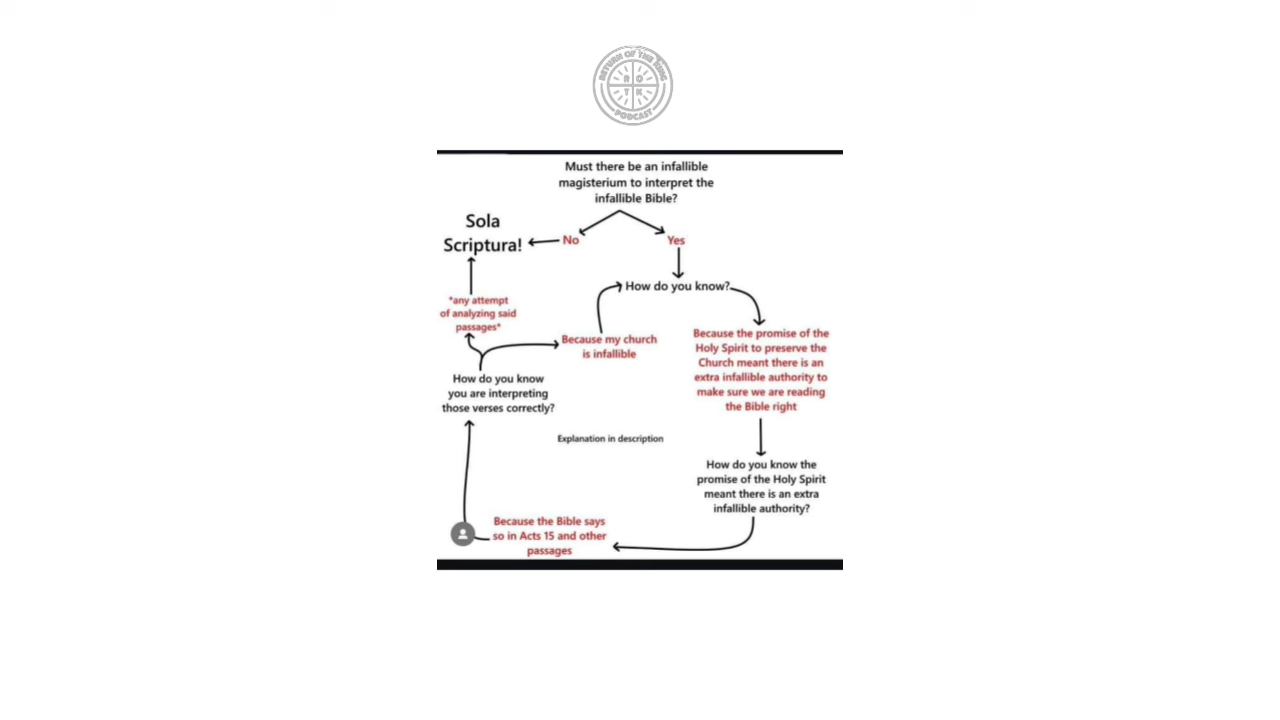 RETURN OF THE KING
R O
T K
PODCAST
Must there be an infallible
magisterium to interpret the
infallible Bible?
Sola
Scriptura!
No
Yes
How do you know?
*any attempt
of analyzing said
passages*
Because my church
is infallible
Because the promise of the
Holy Spirit to preserve the
Church meant there is an
extra infallible authority to
make sure we are reading
the Bible right
How do you know
you are interpreting
those verses correctly?
Explanation in description
How do you know the
promise of the Holy Spirit
meant there is an extra
infallible authority?
Because the Bible says
so in Acts 15 and other
passages